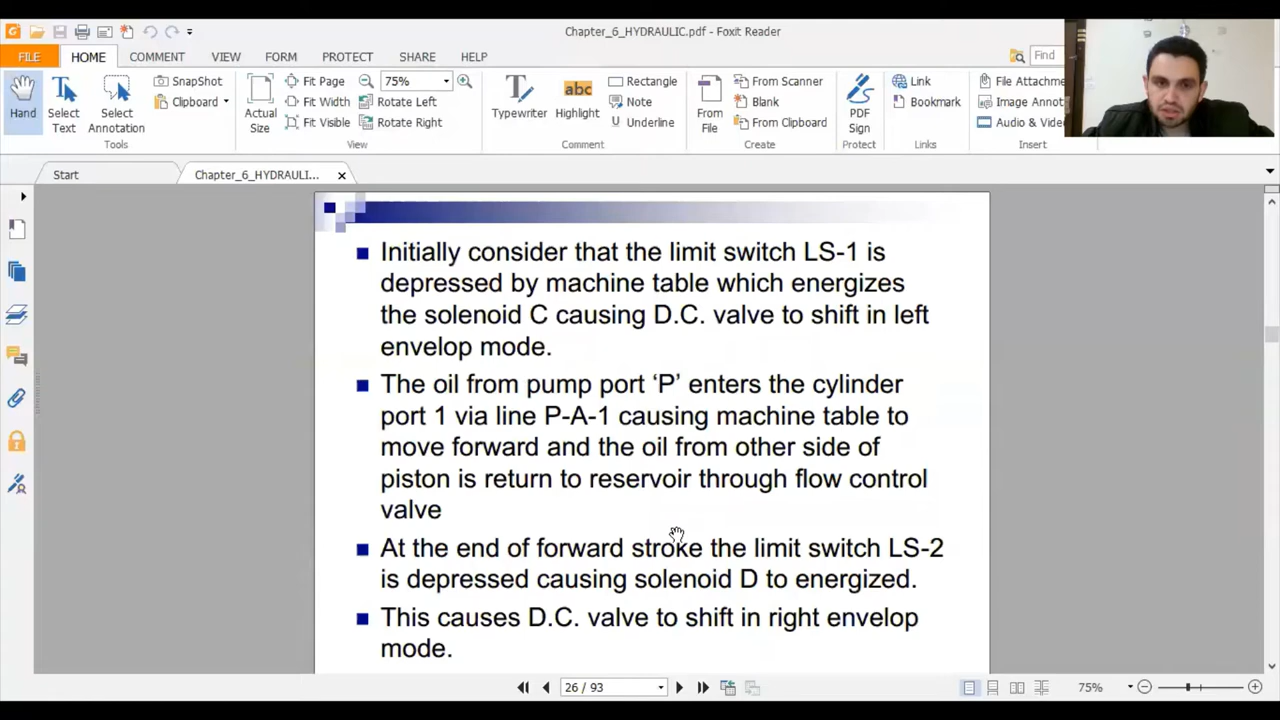 Chapter_6_HYDRAULIC.pdf - Foxit Reader
FILE HOME COMMENT VIEW FORM PROTECT SHARE HELP Find
SnapShot Fit Page 75% Rectangle From Scanner Link File Attachme
Hand Select Text Select Annotation Clipboard Actual Size Fit Width Rotate Left Typewriter Highlight Note From File Blank PDF Sign Bookmark Image Annot
Fit Visible Rotate Right Underline From Clipboard Audio & Vide
Tools View Comment Create Protect Links Insert
Start Chapter_6_HYDRAULI...
Initially consider that the limit switch LS-1 is
depressed by machine table which energizes
the solenoid C causing D.C. valve to shift in left
envelop mode.
The oil from pump port ‘P’ enters the cylinder
port 1 via line P-A-1 causing machine table to
move forward and the oil from other side of
piston is return to reservoir through flow control
valve
At the end of forward stroke the limit switch LS-2
is depressed causing solenoid D to energized.
This causes D.C. valve to shift in right envelop
mode.
26 / 93 75%